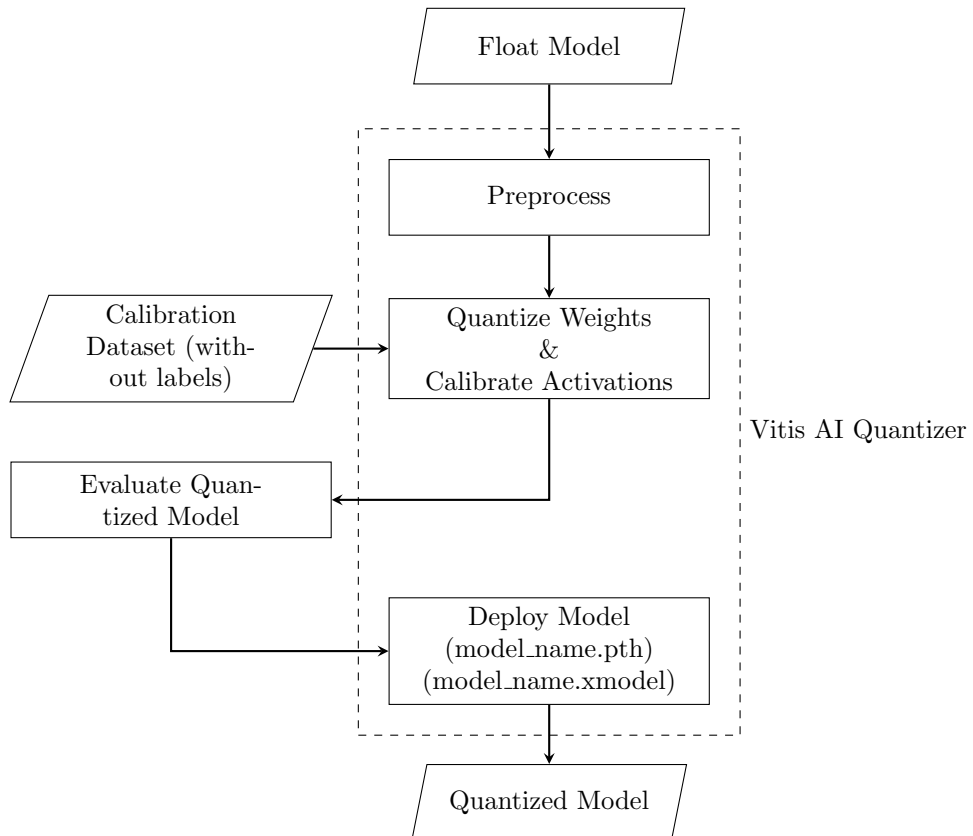 Float Model
Preprocess
Calibration
Dataset (with-
out labels)
Quantize Weights
&
Calibrate Activations
Vitis AI Quantizer
Evaluate Quan-
tized Model
Deploy Model
(model_name.pth)
(model_name.xmodel)
Quantized Model